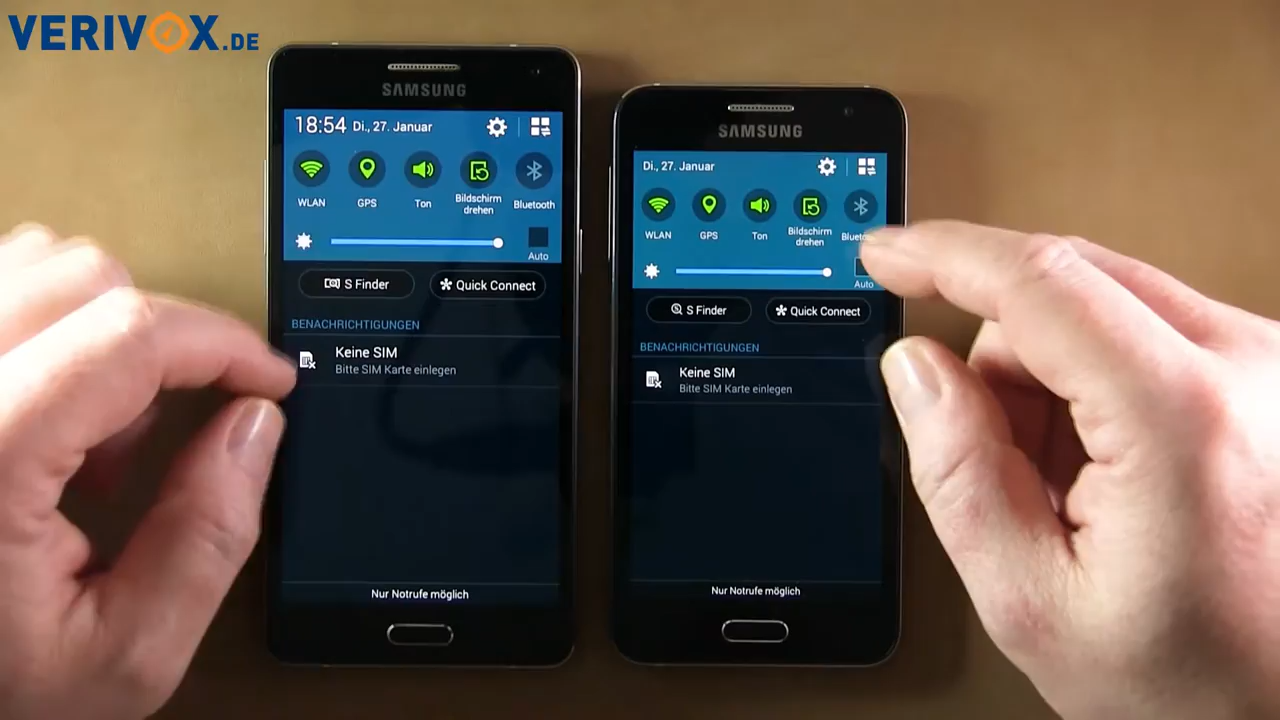 VERIVOX.DE
SAMSUNG
18:54 Di., 27. Januar
WLAN
GPS
Ton
Bildschirm
drehen
Bluetooth
Auto
S Finder
Quick Connect
BENACHRICHTIGUNGEN
Keine SIM
Bitte SIM Karte einlegen
Nur Notrufe möglich
SAMSUNG
Di., 27. Januar
WLAN
GPS
Ton
Bildschirm
drehen
Auto
S Finder
Quick Connect
BENACHRICHTIGUNGEN
Keine SIM
Bitte SIM Karte einlegen
Nur Notrufe möglich